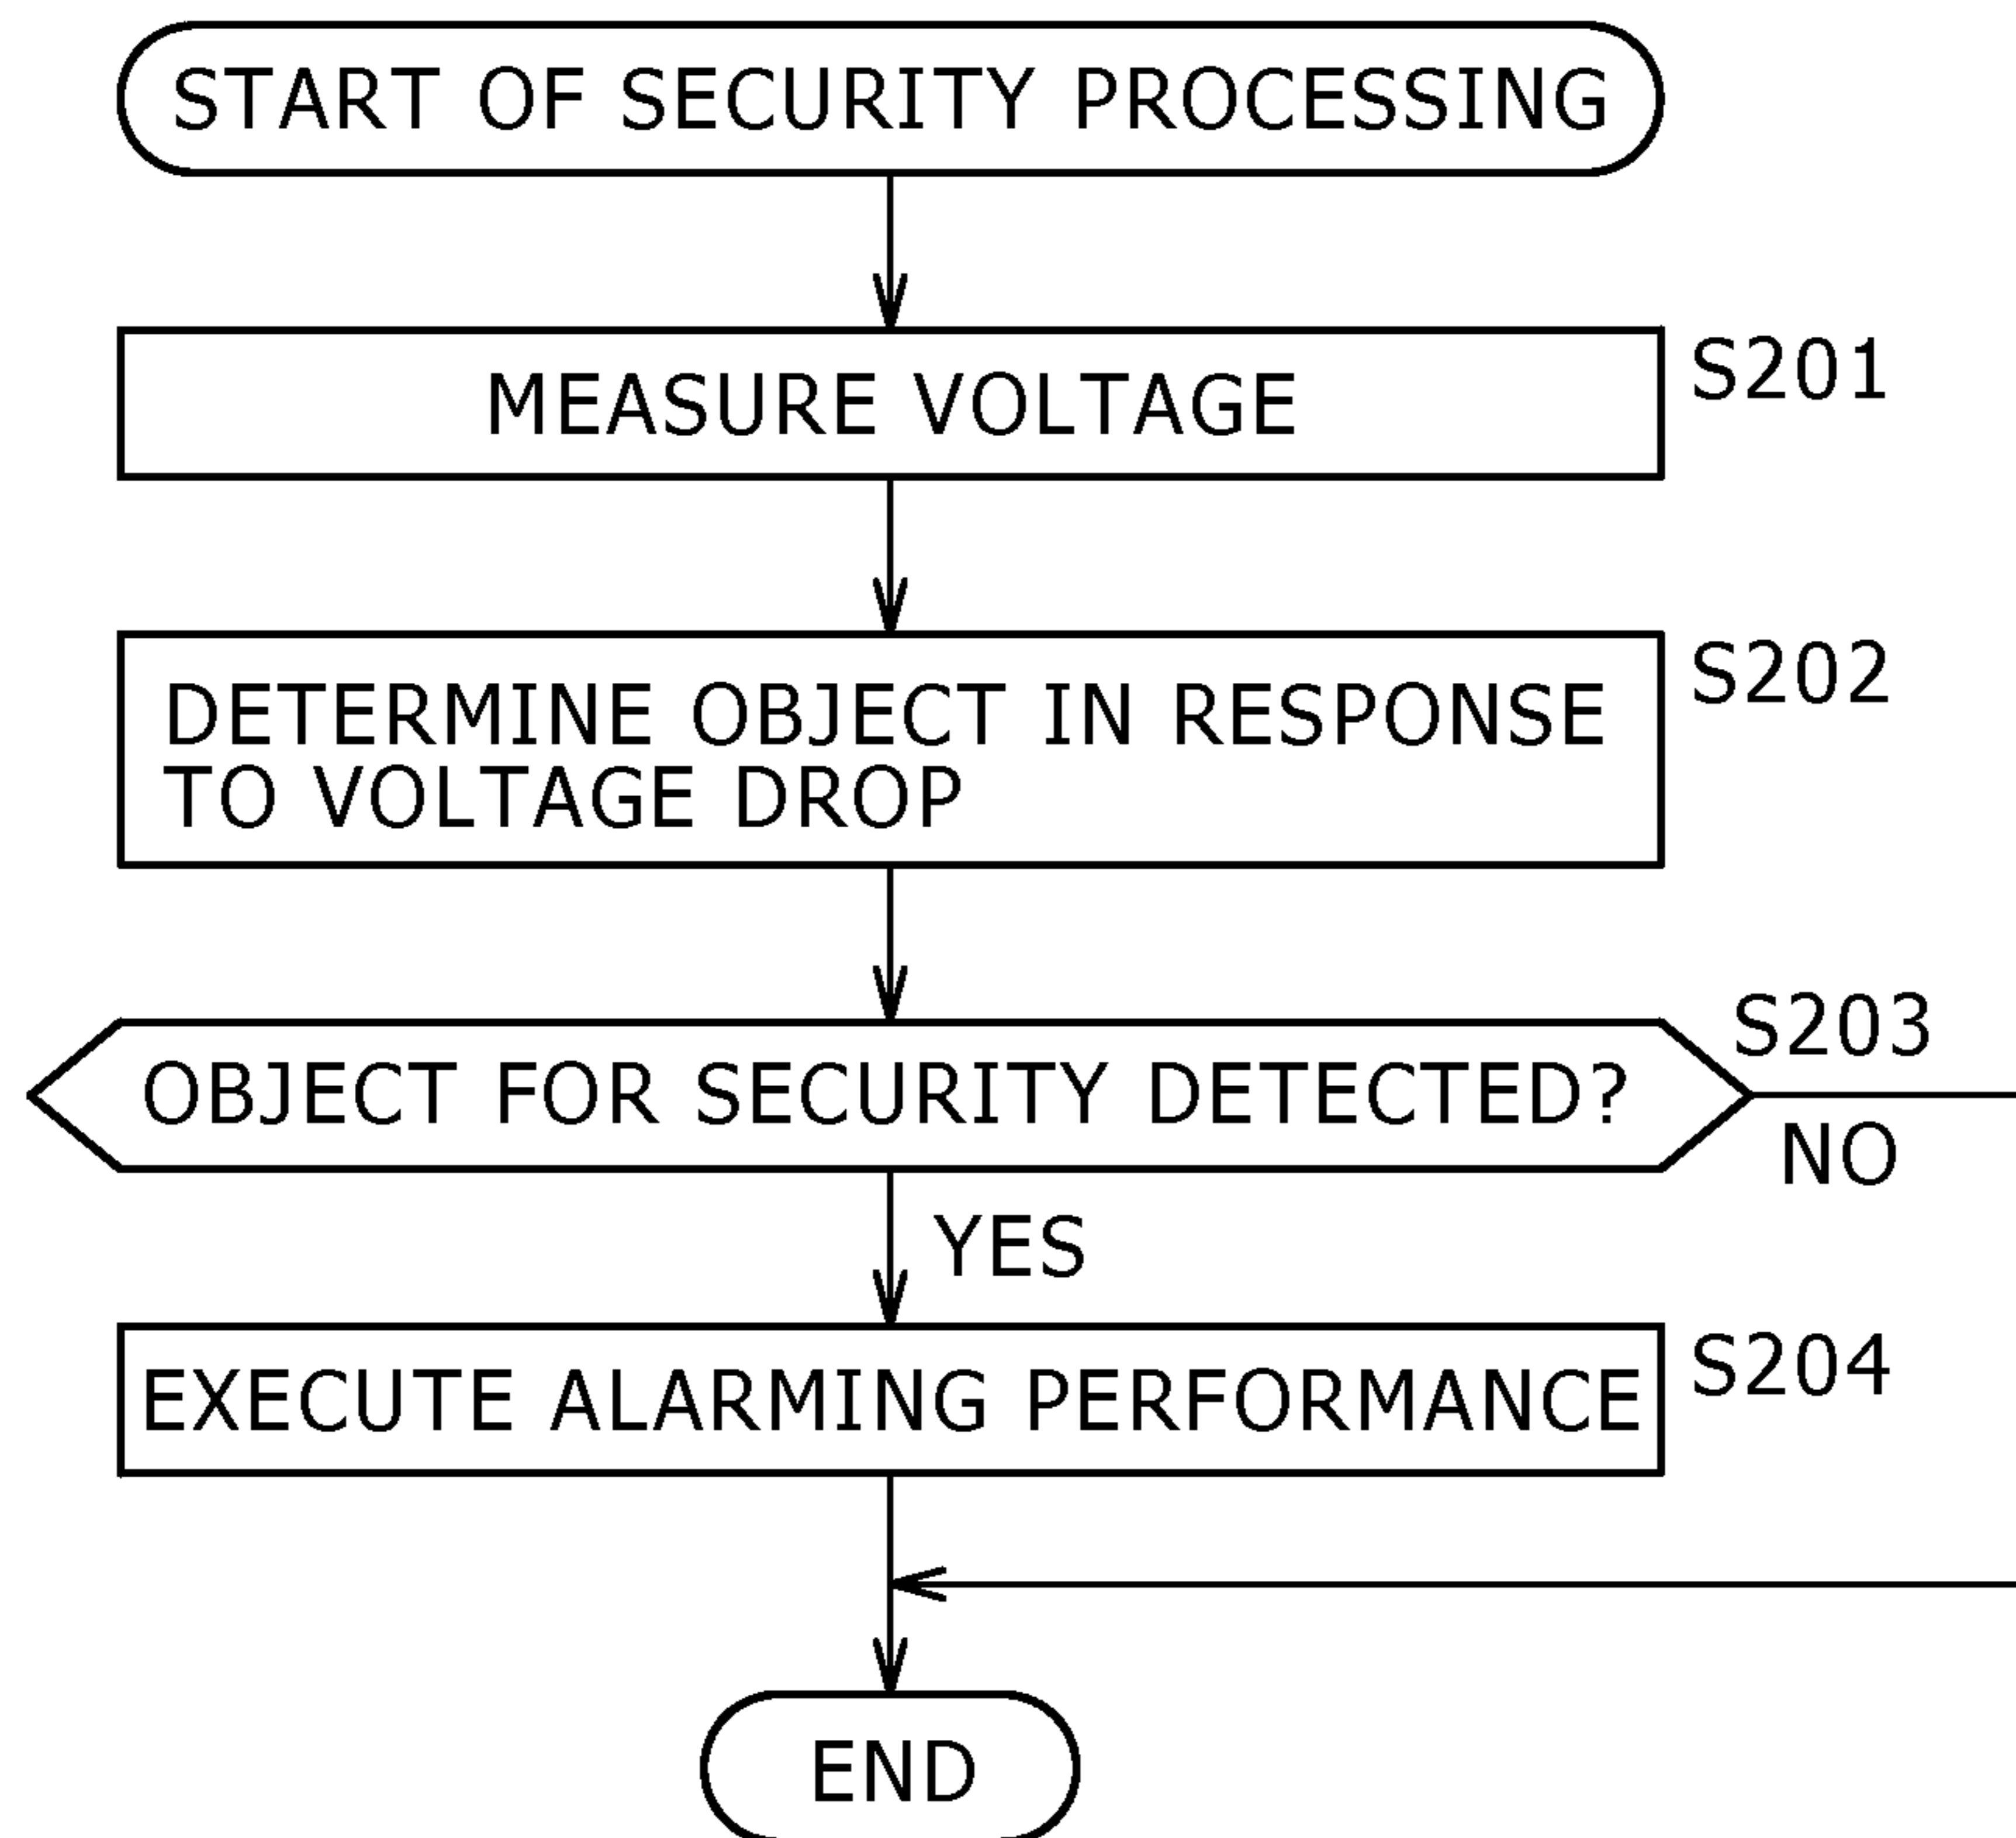 START OF SECURITY PROCESSING
MEASURE VOLTAGE
S201
DETERMINE OBJECT IN RESPONSE
TO VOLTAGE DROP
S202
OBJECT FOR SECURITY DETECTED?
S203
NO
YES
EXECUTE ALARMING PERFORMANCE
S204
END